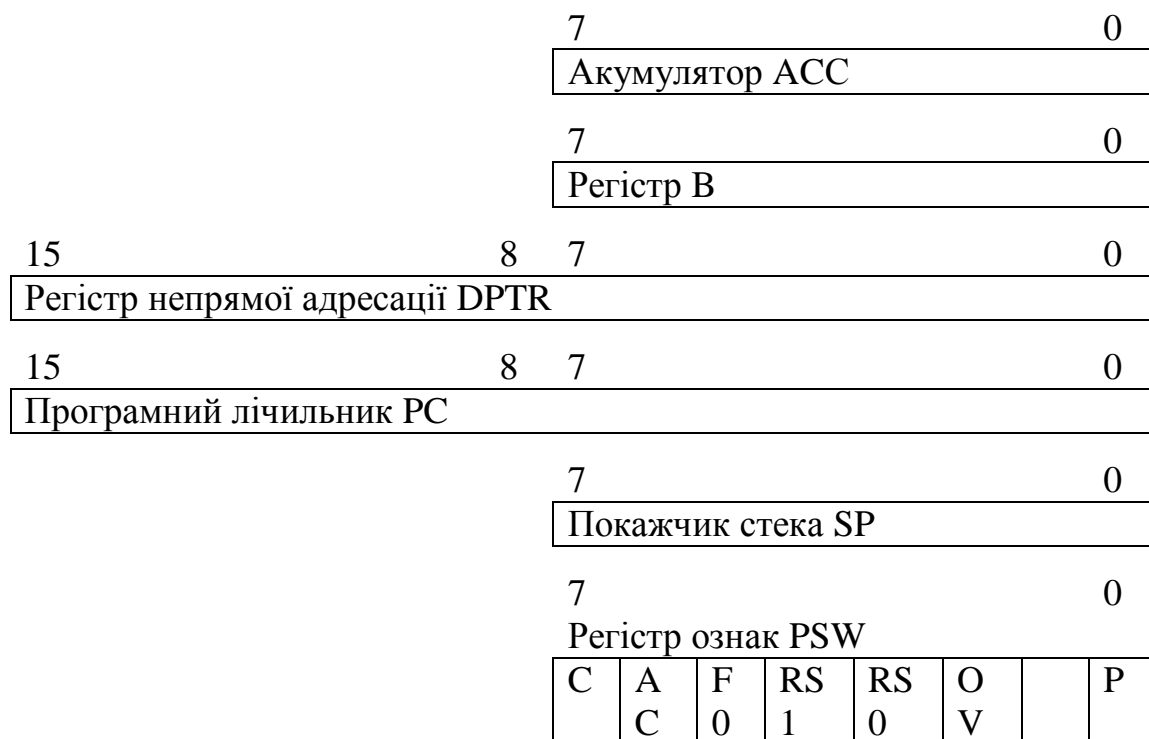 7 0
Акумулятор ACC
7 0
Регістр B
15 8 7 0
Регістр непрямої адресації DPTR
15 8 7 0
Програмний лічильник PC
7 0
Покажчик стека SP
7 0
Регістр ознак PSW
C A F RS RS O P
C 0 1 0 V